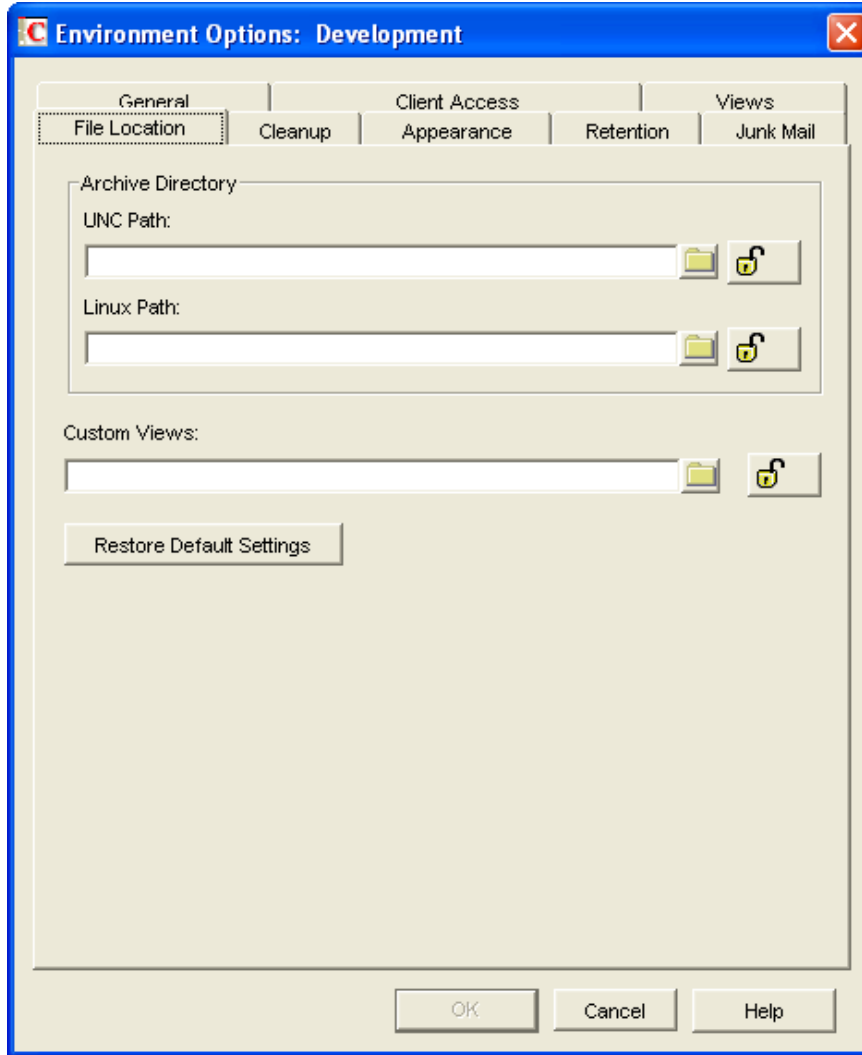 C Environment Options: Development
General Client Access Views
File Location Cleanup Appearance Retention Junk Mail
Archive Directory
UNC Path:
Linux Path:
Custom Views:
Restore Default Settings
OK Cancel Help